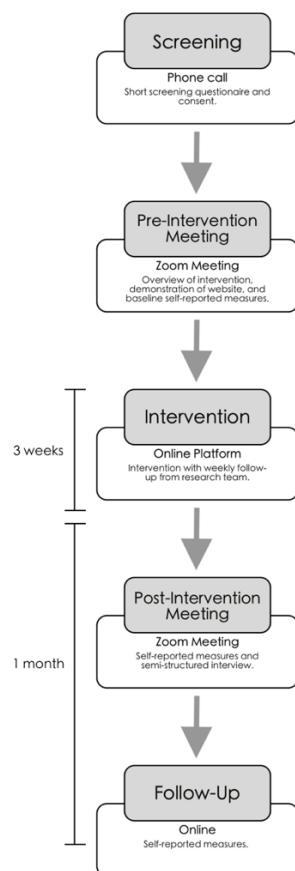 Screening
Phone call
Short screening questionaire and
consent.
Pre-Intervention
Meeting
Zoom Meeting
Overview of intervention,
demonstration of website, and
baseline self-reported measures.
3 weeks
Intervention
Online Platform
Intervention with weekly follow-
up from research team.
1 month
Post-Intervention
Meeting
Zoom Meeting
Self-reported measures and
semi-structured interview.
Follow-Up
Online
Self-reported measures.